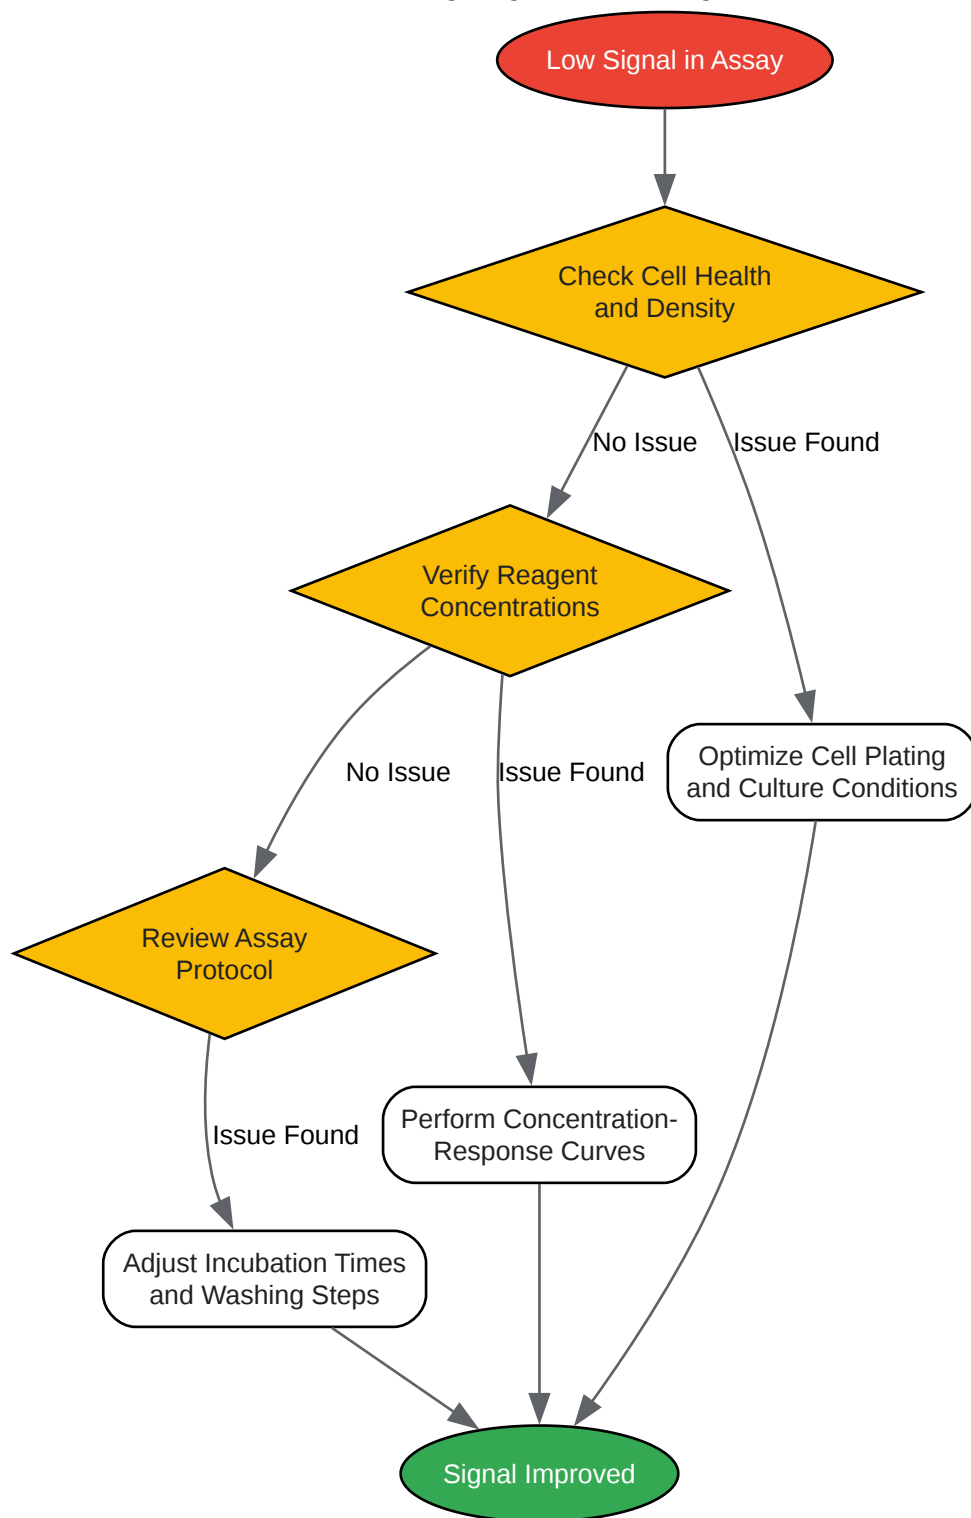 Low Signal in Assay
Check Cell Health
and Density
No Issue
Issue Found
Verify Reagent
Concentrations
No Issue
Issue Found
Optimize Cell Plating
and Culture Conditions
Review Assay
Protocol
Issue Found
Perform Concentration-
Response Curves
Adjust Incubation Times
and Washing Steps
Signal Improved